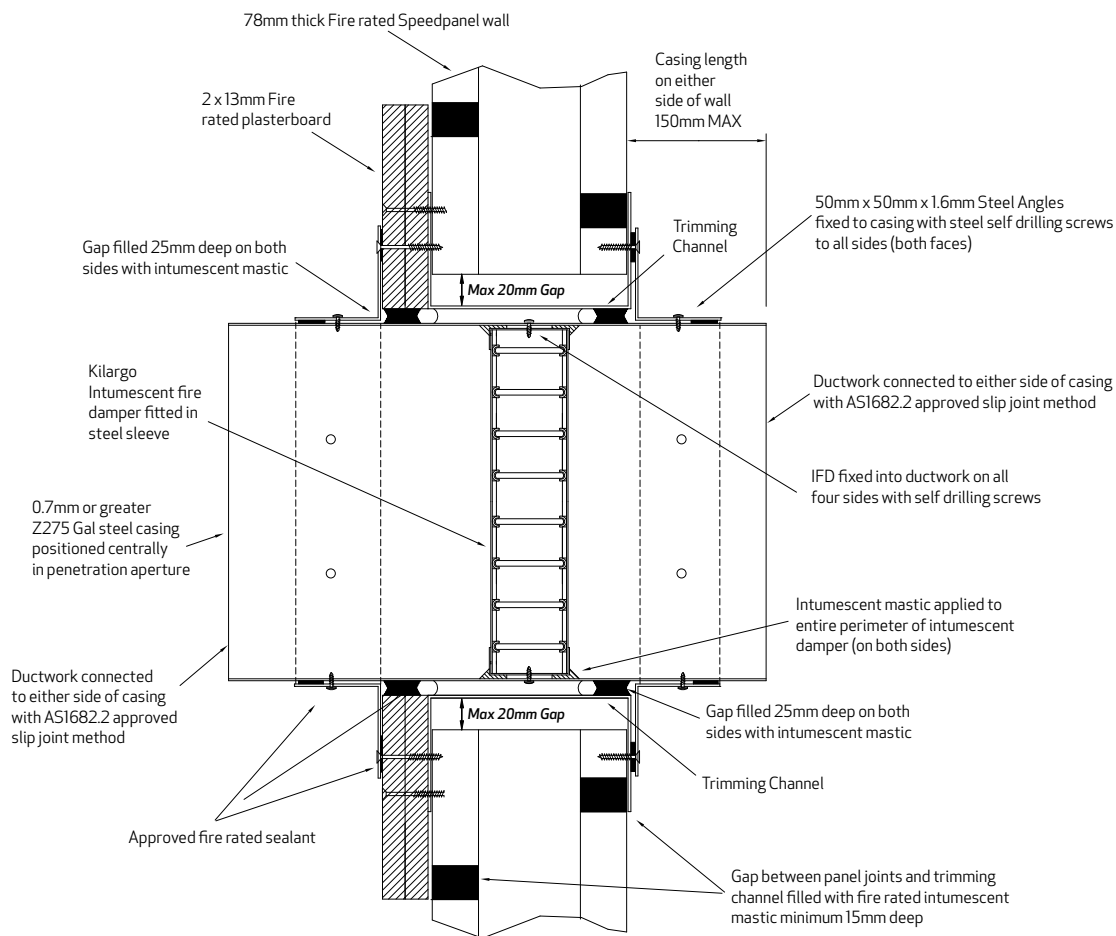 78mm thick Fire rated Speedpanel wall
Casing length
on either
side of wall
150mm MAX
2 x 13mm Fire
rated plasterboard
50mm x 50mm x 1.6mm Steel Angles
fixed to casing with steel self drilling screws
to all sides (both faces)
Trimming
Channel
Gap filled 25mm deep on both
sides with intumescent mastic
Max 20mm Gap
Kilargo
Intumescent fire
damper fitted in
steel sleeve
Ductwork connected to either side of casing
with AS1682.2 approved slip joint method
IFD fixed into ductwork on all
four sides with self drilling screws
0.7mm or greater
Z275 Gal steel casing
positioned centrally
in penetration aperture
Intumescent mastic applied to
entire perimeter of intumescent
damper (on both sides)
Ductwork connected
to either side of casing
with AS1682.2 approved
slip joint method
Max 20mm Gap
Gap filled 25mm deep on both
sides with intumescent mastic
Trimming Channel
Approved fire rated sealant
Gap between panel joints and trimming
channel filled with fire rated intumescent
mastic minimum 15mm deep